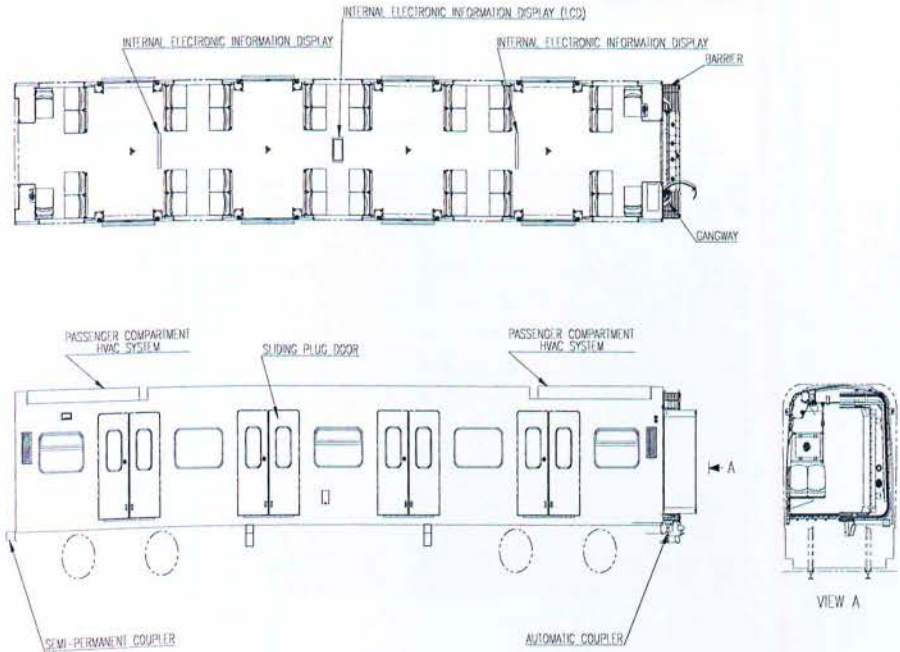 INTERNAL ELECTRONIC INFORMATION DISPLAY (LCD)
INTERNAL ELECTRONIC INFORMATION DISPLAY
INTERNAL ELECTRONIC INFORMATION DISPLAY
BARRIER
GANGWAY
PASSENGER COMPARTMENT
HVAC SYSTEM
SLIDING PLUG DOOR
PASSENGER COMPARTMENT
HVAC SYSTEM
A
VIEW A
SEMI-PERMANENT COUPLER
AUTOMATIC COUPLER